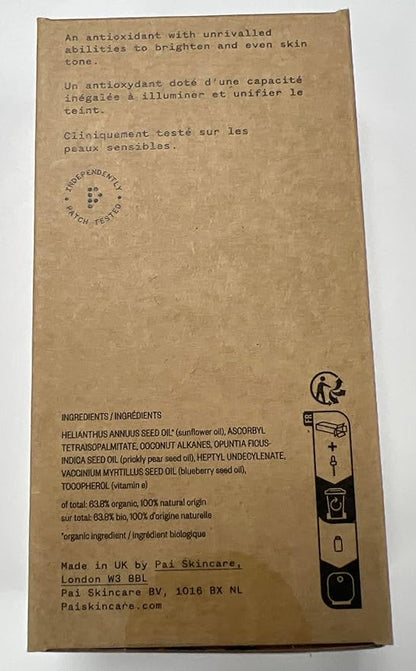 An antioxidant with unrivalled
abilities to brighten and even skin
tone.
Un antioxydant doté d'une capacité
inégalée à illuminer et unifier le
teint.
Cliniquement testé sur les
peaux sensibles.
INDEPENDENTLY
PATCH TESTED
INGREDIENTS / INGRÉDIENTS
HELIANTHUS ANNUUS SEED OIL* (sunflower oil), ASCORBYL
TETRAISOPALMITATE, COCONUT ALKANES, OPUNTIA FICUS-
INDICA SEED OIL (prickly pear seed oil), HEPTYL UNDECYLENATE,
VACCINIUM MYRTILLUS SEED OIL (blueberry seed oil),
TOCOPHEROL (vitamin e)
of total: 63.8% organic, 100% natural origin
sur total: 63.8% bio, 100% d'origine naturelle
*organic ingredient / ingrédient biologique
Made in UK by Pai Skincare,
London W3 8BL
Pai Skincare BV, 1016 BX NL
Paiskincare.com